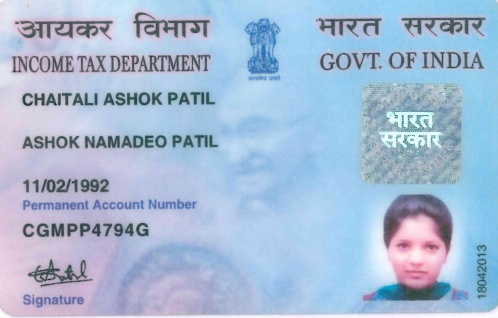 आयकर विभाग
INCOME TAX DEPARTMENT
भारत सरकार
GOVT. OF INDIA
सत्यमेव जयते
CHAITALI ASHOK PATIL
ASHOK NAMADEO PATIL
भारत
सरकार
11/02/1992
Permanent Account Number
CGMPP4794G
Signature
18042013